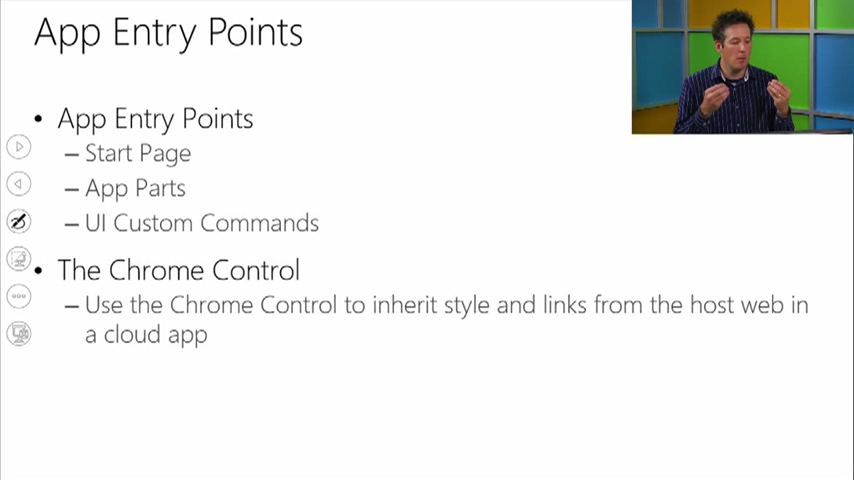 App Entry Points
• App Entry Points
– Start Page
– App Parts
– UI Custom Commands
• The Chrome Control
– Use the Chrome Control to inherit style and links from the host web in
a cloud app